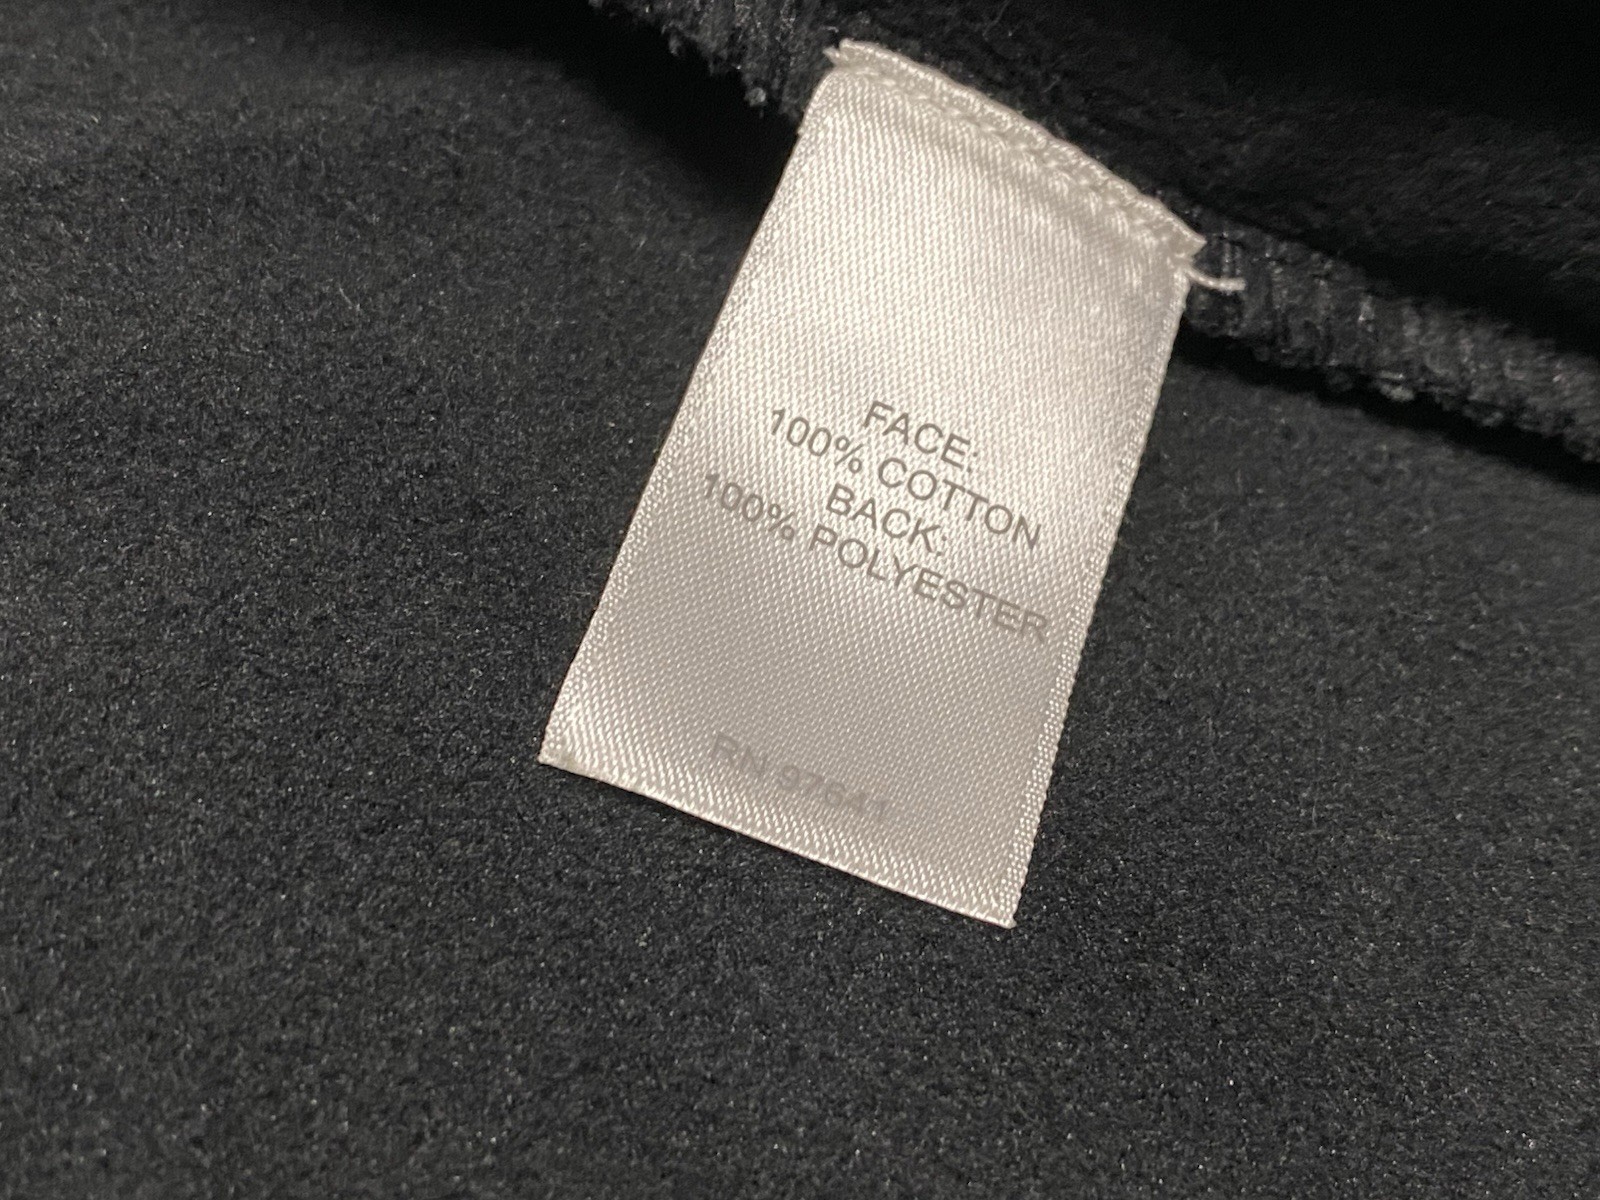 FACE:
100% COTTON
BACK:
100% POLYESTER
RN 97641